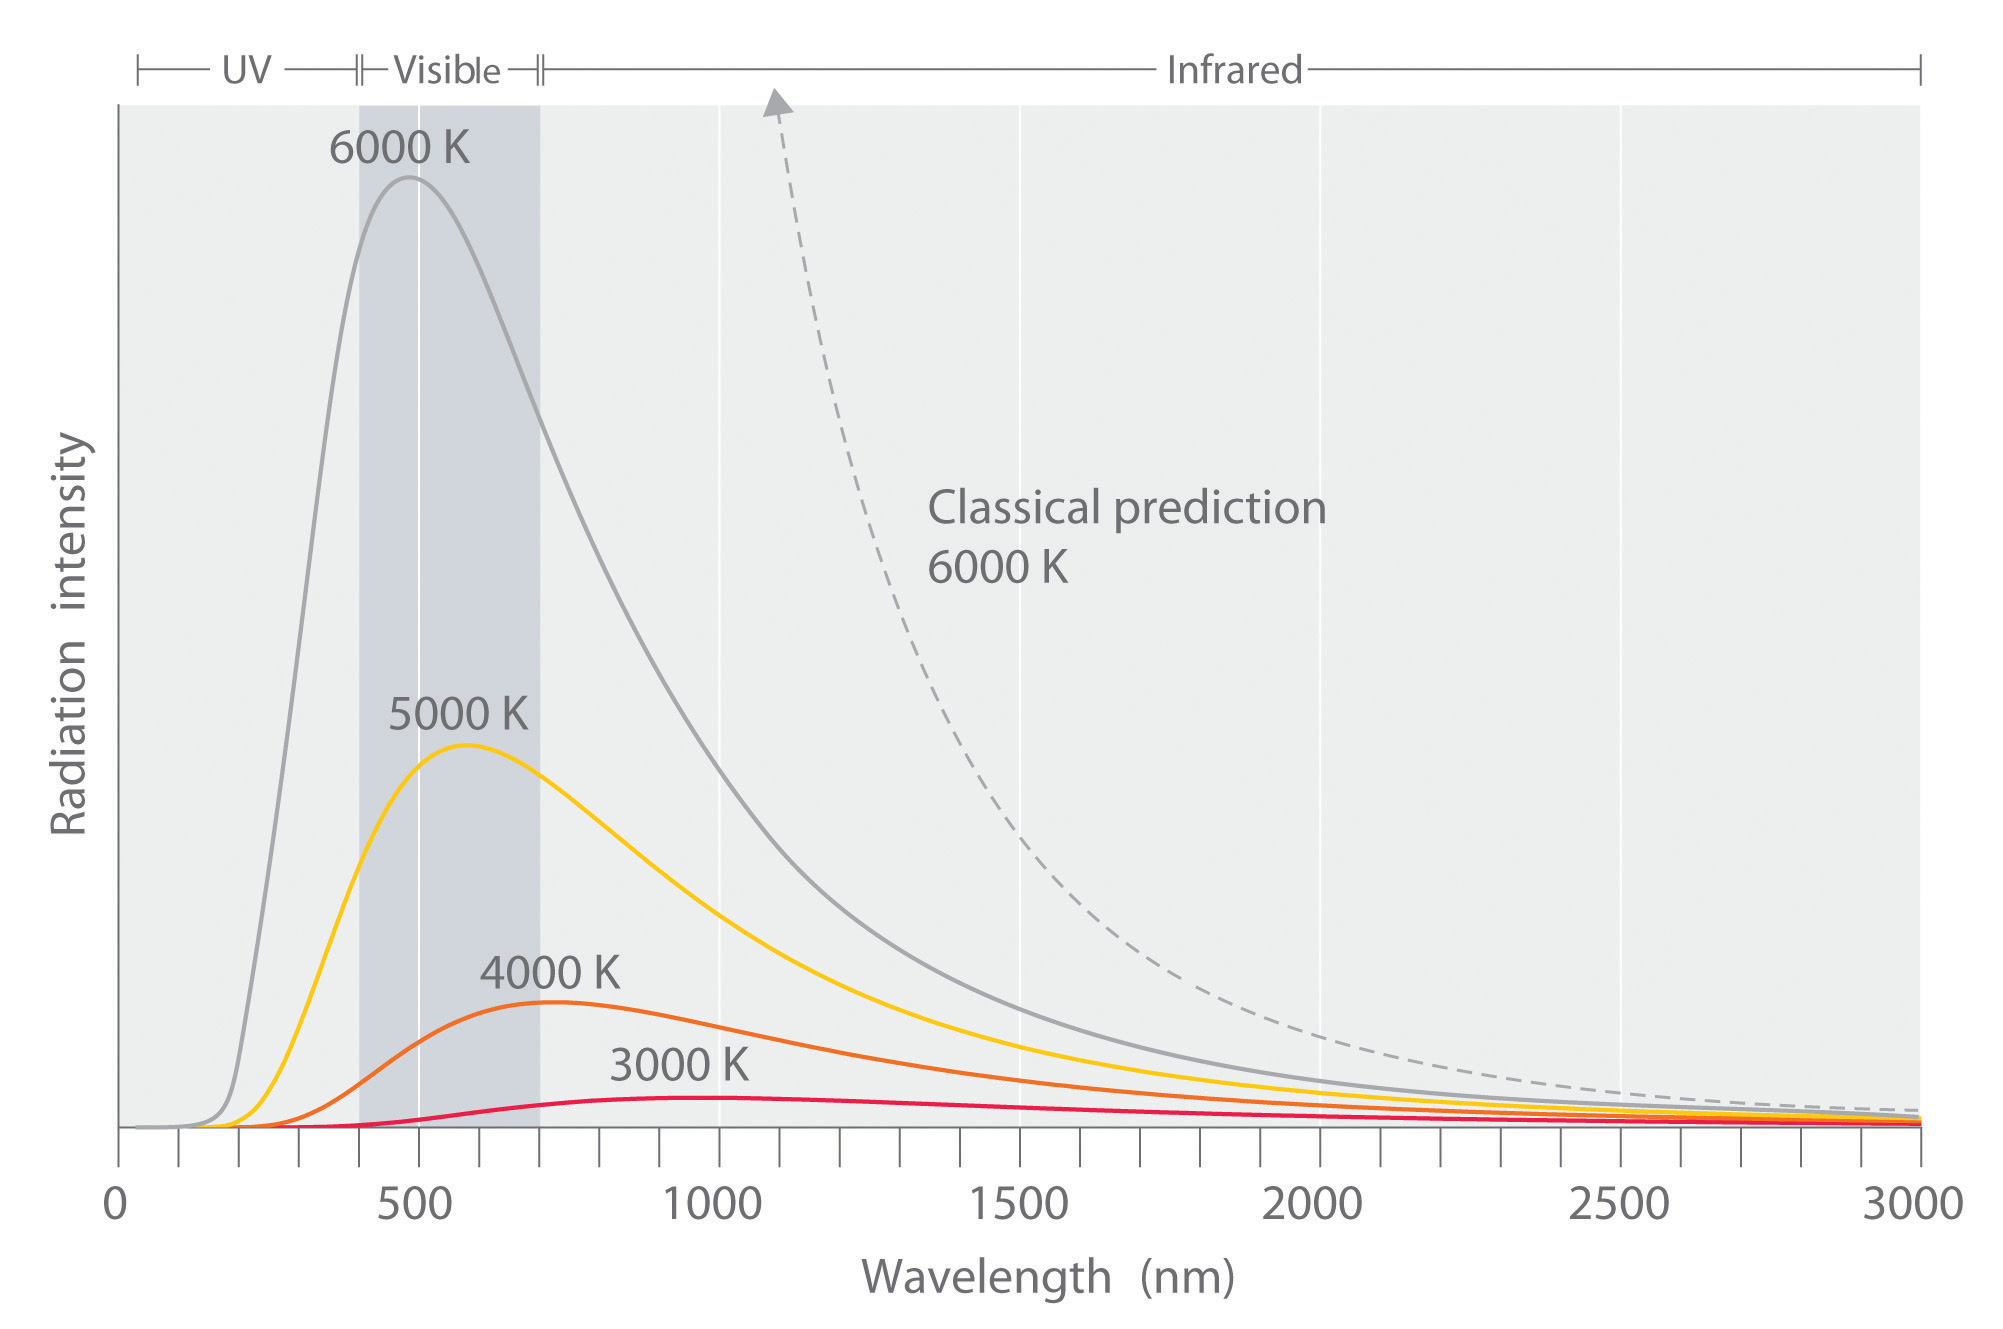 UV Visible Infrared
6000 K
Classical prediction
6000 K
5000 K
4000 K
3000 K
Radiation intensity
0 500 1000 1500 2000 2500 3000
Wavelength (nm)